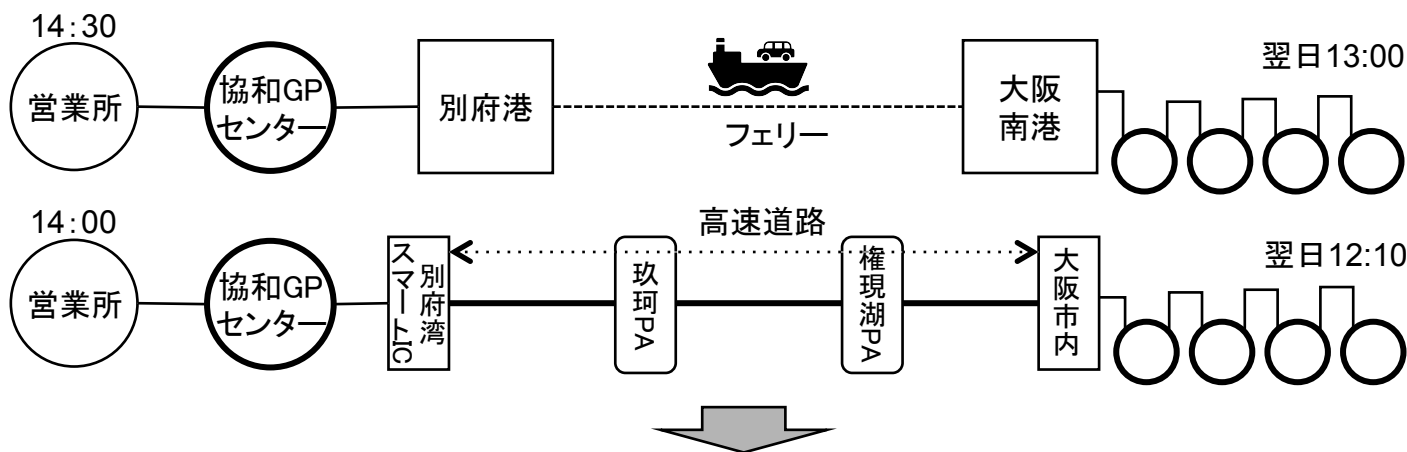 14：30
営業所
協和GP
センター
別府港
フェリー
大阪
南港
翌日13:00
14：00
営業所
協和GP
センター
別府湾
スマートIC
高速道路
玖珂PA
権現湖PA
大阪市内
翌日12:10